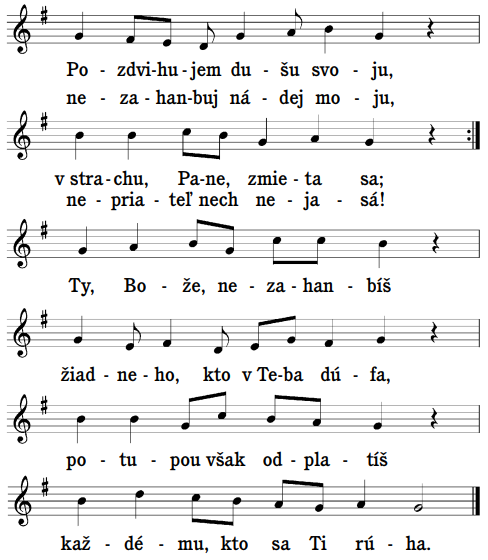 Po-zdvi-hu-jem du-šu svo-ju,
ne-za-han-buj ná-dej mo-ju,
v stra-chu, Pa-ne, zmie-ta sa;
ne-pria-teľ nech ne-ja-sá!
Ty, Bo-že, ne-za-han-bíš
žiad-ne-ho, kto v Te-ba dú-fa,
po-tu-pou však od-pla-tíš
kaž-dé-mu, kto sa Ti rú-ha.